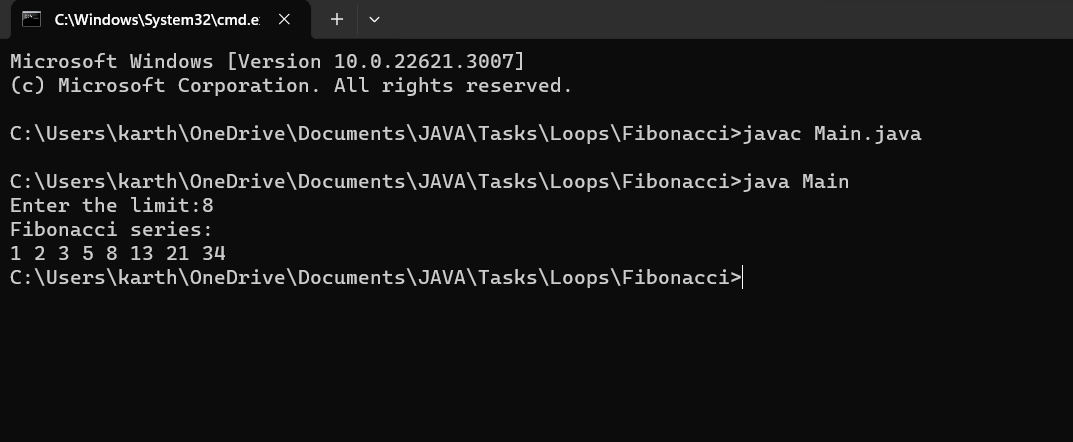 C:\Windows\System32\cmd.e
Microsoft Windows [Version 10.0.22621.3007]
(c) Microsoft Corporation. All rights reserved.
C:\Users\karth\OneDrive\Documents\JAVA\Tasks\Loops\Fibonacci>javac Main.java
C:\Users\karth\OneDrive\Documents\JAVA\Tasks\Loops\Fibonacci>java Main
Enter the limit:8
Fibonacci series:
1 2 3 5 8 13 21 34
C:\Users\karth\OneDrive\Documents\JAVA\Tasks\Loops\Fibonacci>